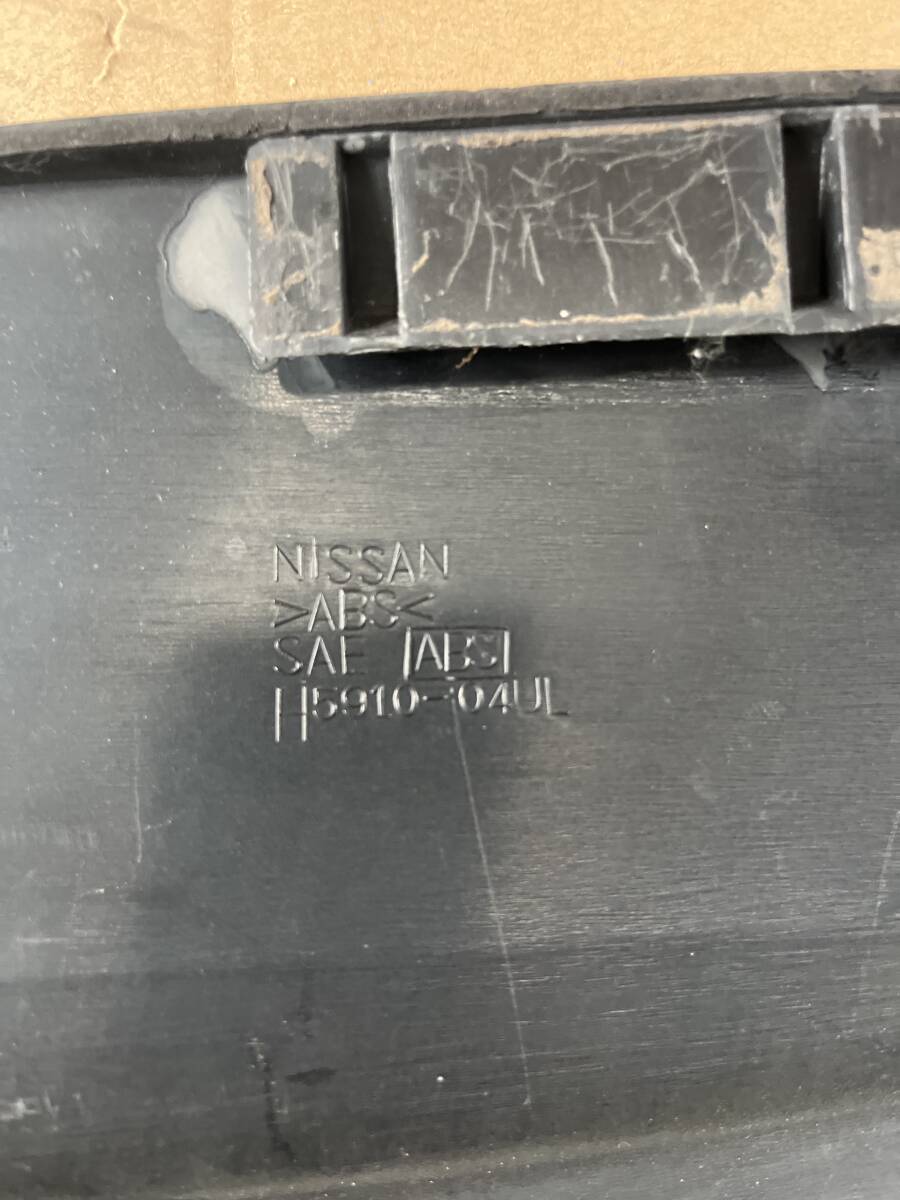 NISSAN
>ABS<
SAE ABS
H5910-04UL